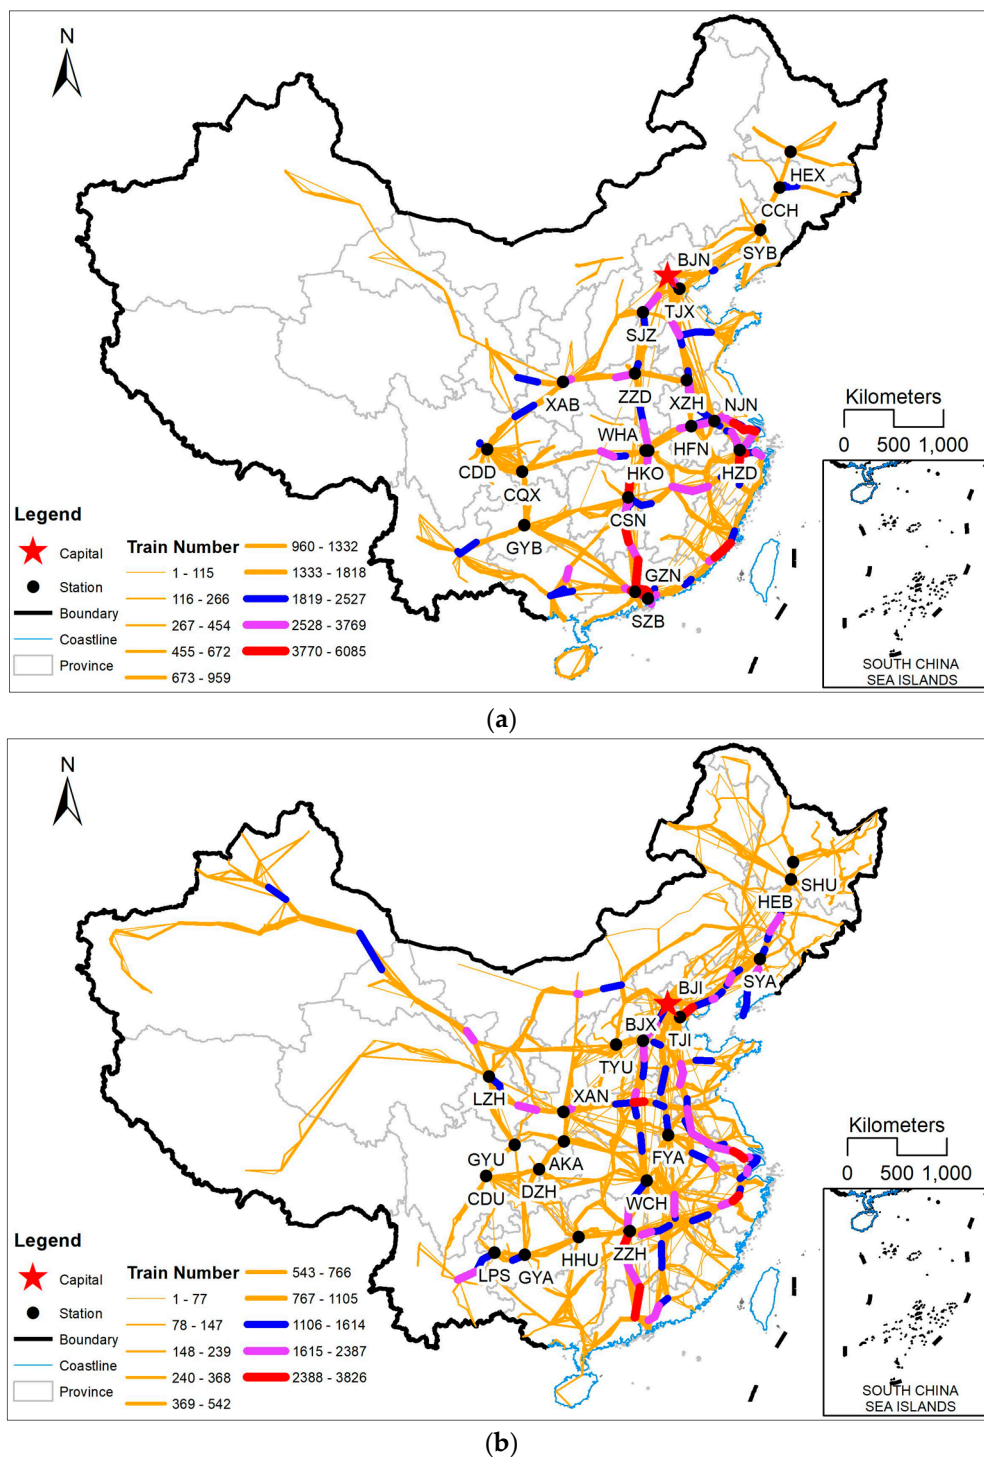 N
HEX
CCH
SYB
BJN
TJX
SJZ
XAB
ZZD
XZH
NJN
WHA
HFN
HKO
HZD
CDD
CQX
CSN
GYB
GZN
SZB
Kilometers
0 500 1,000
SOUTH CHINA
SEA ISLANDS
Legend
Capital
Station
Boundary
Coastline
Province
Train Number
1 - 115
116 - 266
267 - 454
455 - 672
673 - 959
960 - 1332
1333 - 1818
1819 - 2527
2528 - 3769
3770 - 6085
(a)
N
SHU
HEB
SYA
BJI
BJX
TJI
TYU
LZH
XAN
GYU
AKA
FYA
CDU
DZH
WCH
HHU
ZZH
LPS
GYA
Kilometers
0 500 1,000
SOUTH CHINA
SEA ISLANDS
Legend
Capital
Station
Boundary
Coastline
Province
Train Number
1 - 77
78 - 147
148 - 239
240 - 368
369 - 542
543 - 766
767 - 1105
1106 - 1614
1615 - 2387
2388 - 3826
(b)